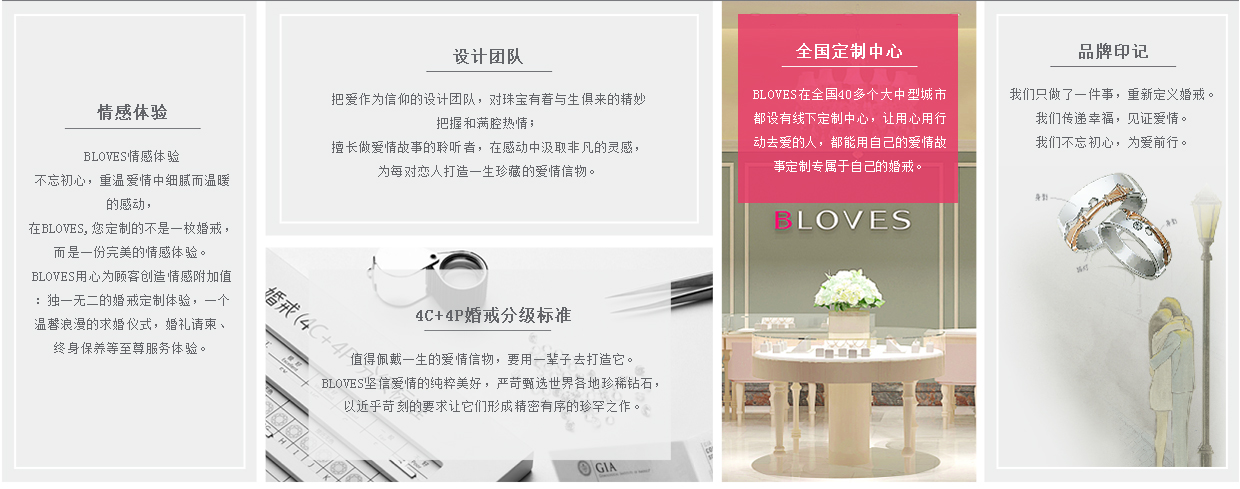 情感体验
BLOVES情感体验
不忘初心，重温爱情中细腻而温暖
的感动，
在BLOVES,您定制的不是一枚婚戒，
而是一份完美的情感体验。
BLOVES用心为顾客创造情感附加值
：独一无二的婚戒定制体验，一个
温馨浪漫的求婚仪式，婚礼请柬、
终身保养等至尊服务体验。
设计团队
把爱作为信仰的设计团队，对珠宝有着与生俱来的精妙
把握和满腔热情；
擅长做爱情故事的聆听者，在感动中汲取非凡的灵感，
为每对恋人打造一生珍藏的爱情信物。
婚戒(4C+4P
4C+4P婚戒分级标准
值得佩戴一生的爱情信物，要用一辈子去打造它。
BLOVES坚信爱情的纯粹美好，严苛甄选世界各地珍稀钻石，
以近乎苛刻的要求让它们形成精密有序的珍罕之作。
GIA
全国定制中心
BLOVES在全国40多个大中型城市
都设有线下定制中心，让用心用行
动去爱的人，都能用自己的爱情故
事定制专属于自己的婚戒。
BLOVES
品牌印记
我们只做了一件事，重新定义婚戒。
我们传递幸福，见证爱情。
我们不忘初心，为爱前行。